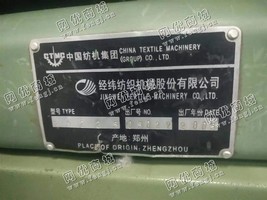 CTMC 中国纺机集团 CHINA TEXTILE MACHINERY (GROUP) CO.,LTD.
经纬纺织机械股份有限公司
JINGWEI TEXTILE MACHINERY CO.,LTD
型号 TYPE 出厂号 NO. 出厂年份 DATE
产地: 郑州
PLACE OF ORIGIN: ZHENGZHOU